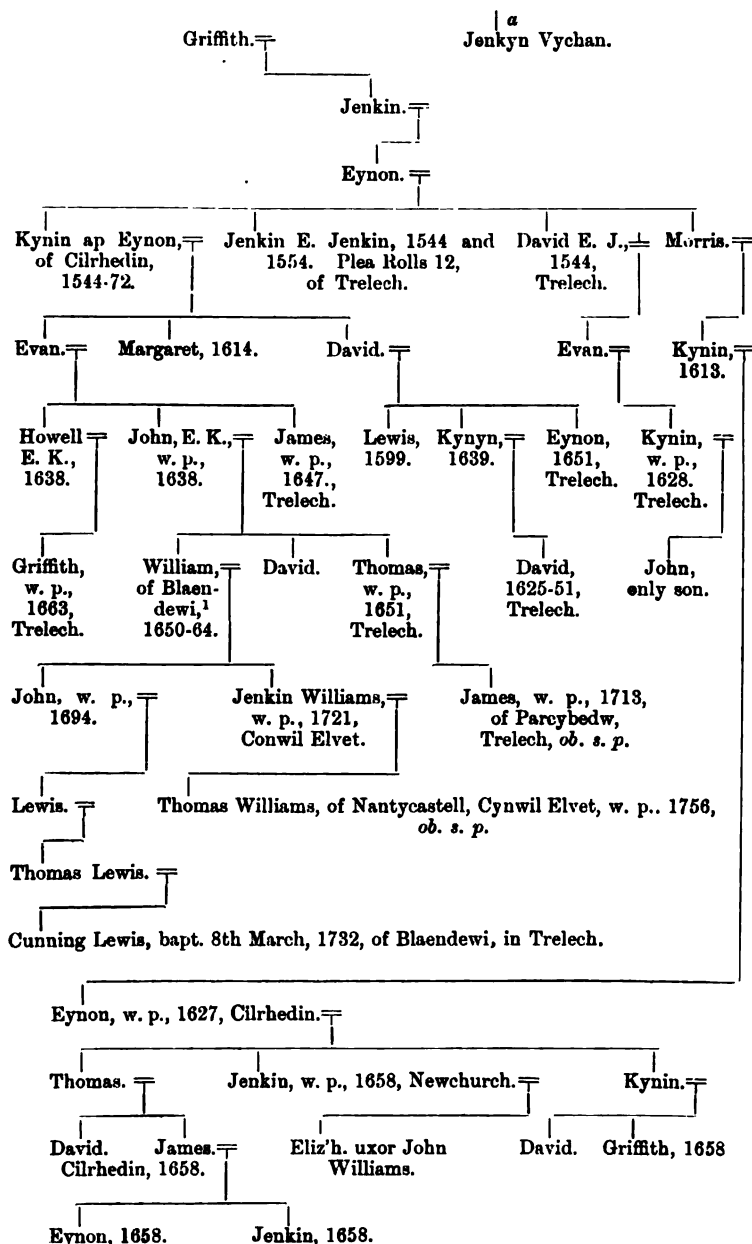 a
Griffith. Jenkyn Vychan.
Jenkin.
Eynon.
Kynin ap Eynon, Jenkin E. Jenkin, 1544 and David E. J., Morris.
of Cilrhedin, 1554. Plea Rolls 12, 1544,
1544-72. of Trelech. Trelech.
Evan. Margaret, 1614. David. Evan. Kynin,
1613.
Howell John, E. K., James, Lewis, Kynyn, Eynon, Kynin,
E. K., w. p., w. p., 1599. 1639. 1651, w. p.,
1638. 1638. 1647., Trelech. 1628.
Trelech. Trelech.
Griffith, William, David. Thomas, David, John,
w. p., of Blaen- w. p., 1625-51, only son.
1663, dewi,¹ 1651, Trelech.
Trelech. 1650-64. Trelech.
John, w. p., Jenkin Williams, James, w. p., 1713,
1694. w. p., 1721, of Parcybedw,
Conwil Elvet. Trelech, ob. s. p.
Lewis. Thomas Williams, of Nantycastell, Cynwil Elvet, w. p.. 1756,
ob. s. p.
Thomas Lewis.
Cunning Lewis, bapt. 8th March, 1732, of Blaendewi, in Trelech.
Eynon, w. p., 1627, Cilrhedin.
Thomas. Jenkin, w. p., 1658, Newchurch. Kynin.
David. James. Eliz'h. uxor John David. Griffith, 1658
Cilrhedin, 1658. Williams.
Eynon, 1658. Jenkin, 1658.